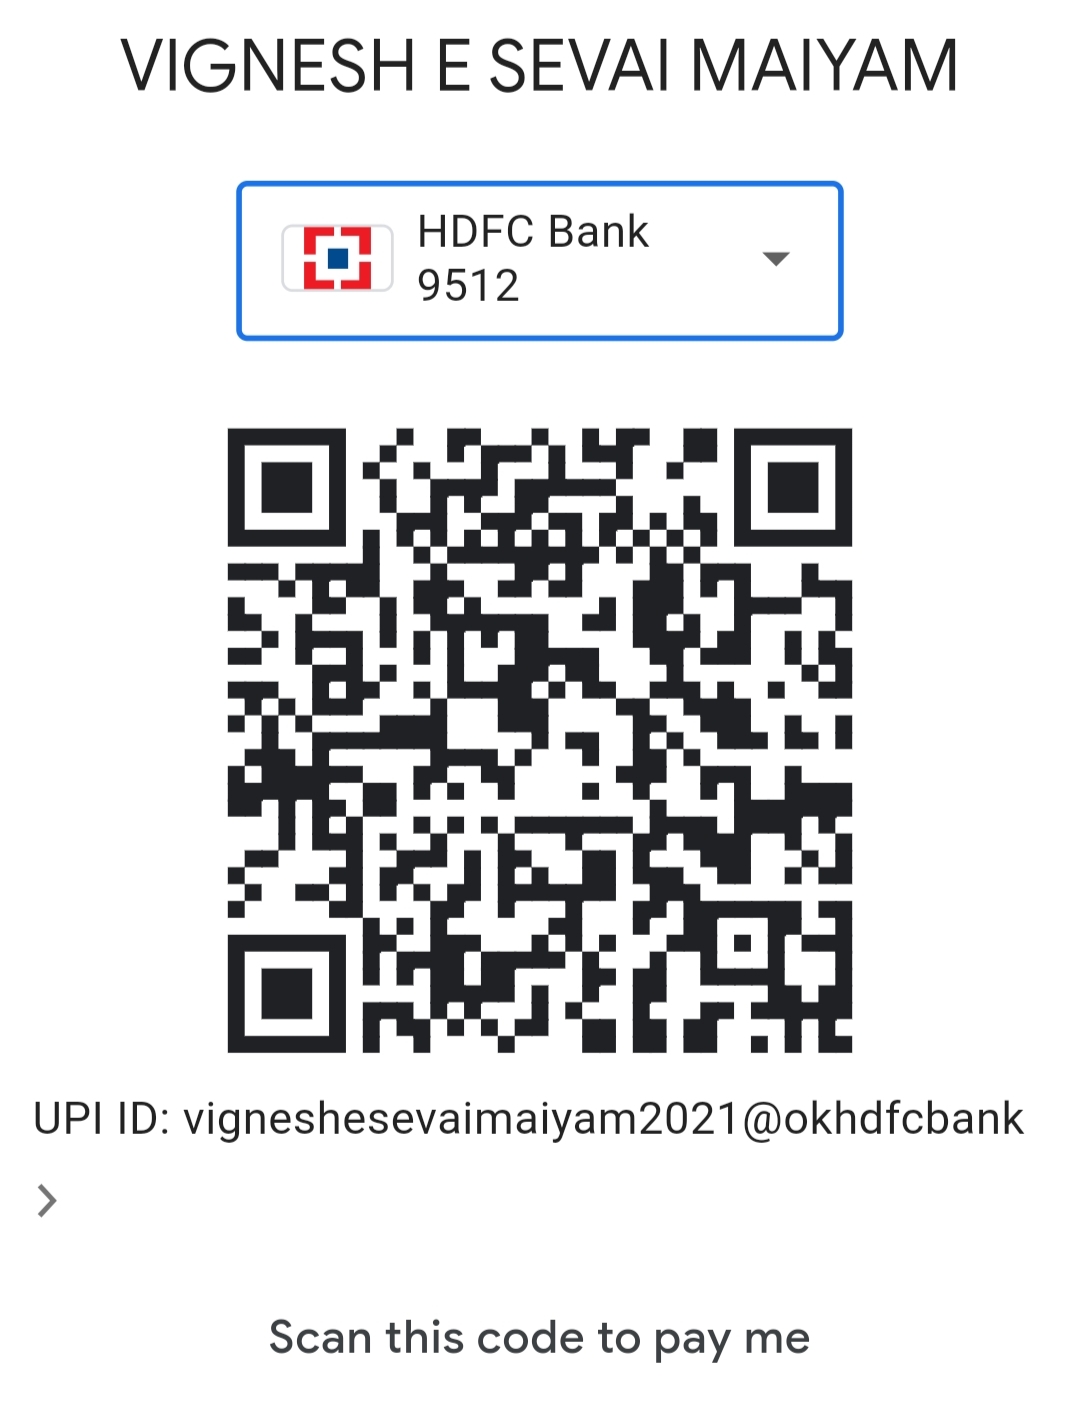 VIGNESH E SEVAI MAIYAM
HDFC Bank
9512
UPI ID: vigneshesevaimaiyam2021@okhdfcbank
Scan this code to pay me